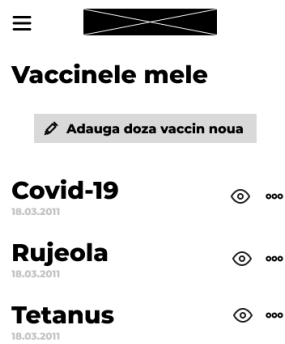 Vaccinele mele
Adauga doza vaccin noua
Covid-19
18.03.2011
Rujeola
18.03.2011
Tetanus
18.03.2011